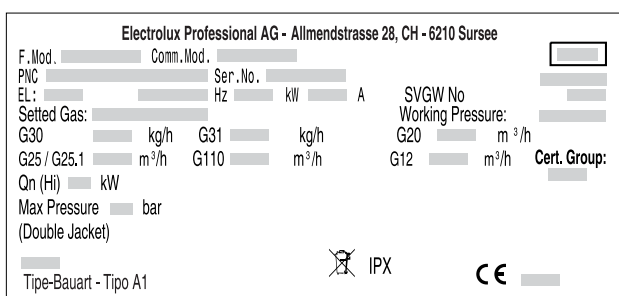 Electrolux Professional AG - Allmendstrasse 28, CH - 6210 Sursee
F.Mod. Comm.Mod.
PNC Ser.No.
EL: Hz kW A SVGW No
Setted Gas: Working Pressure:
G30 kg/h G31 kg/h G20 m³/h
G25 / G25.1 m³/h G110 m³/h G12 m³/h Cert. Group:
Qn (Hi) kW
Max Pressure bar
(Double Jacket)
IPX
CE
Tipe-Bauart - Tipo A1